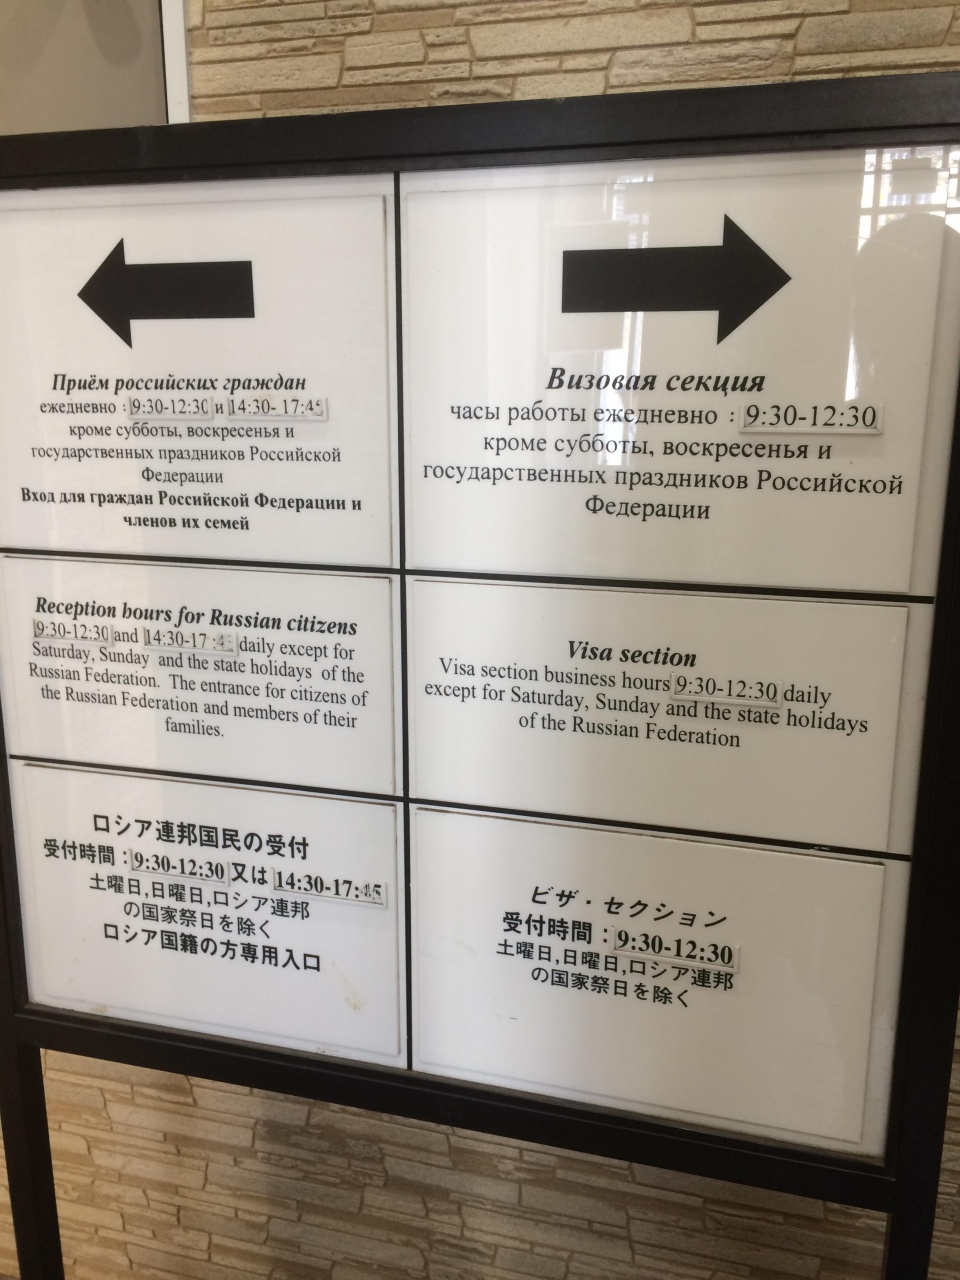 Приём российских граждан
ежедневно : 9:30-12:30 и 14:30- 17:45
кроме субботы, воскресенья и
государственных праздников Российской
Федерации
Вход для граждан Российской Федерации и
членов их семей
Визовая секция
часы работы ежедневно : 9:30-12:30
кроме субботы, воскресенья и
государственных праздников Российской
Федерации
Reception hours for Russian citizens
9:30-12:30 and 14:30-17:45 daily except for
Saturday, Sunday and the state holidays of the
Russian Federation. The entrance for citizens of
the Russian Federation and members of their
families.
Visa section
Visa section business hours 9:30-12:30 daily
except for Saturday, Sunday and the state holidays
of the Russian Federation
ロシア連邦国民の受付
受付時間：9:30-12:30 又は 14:30-17:45
土曜日,日曜日,ロシア連邦
の国家祭日を除く
ロシア国籍の方専用入口
ビザ・セクション
受付時間：9:30-12:30
土曜日,日曜日,ロシア連邦
の国家祭日を除く